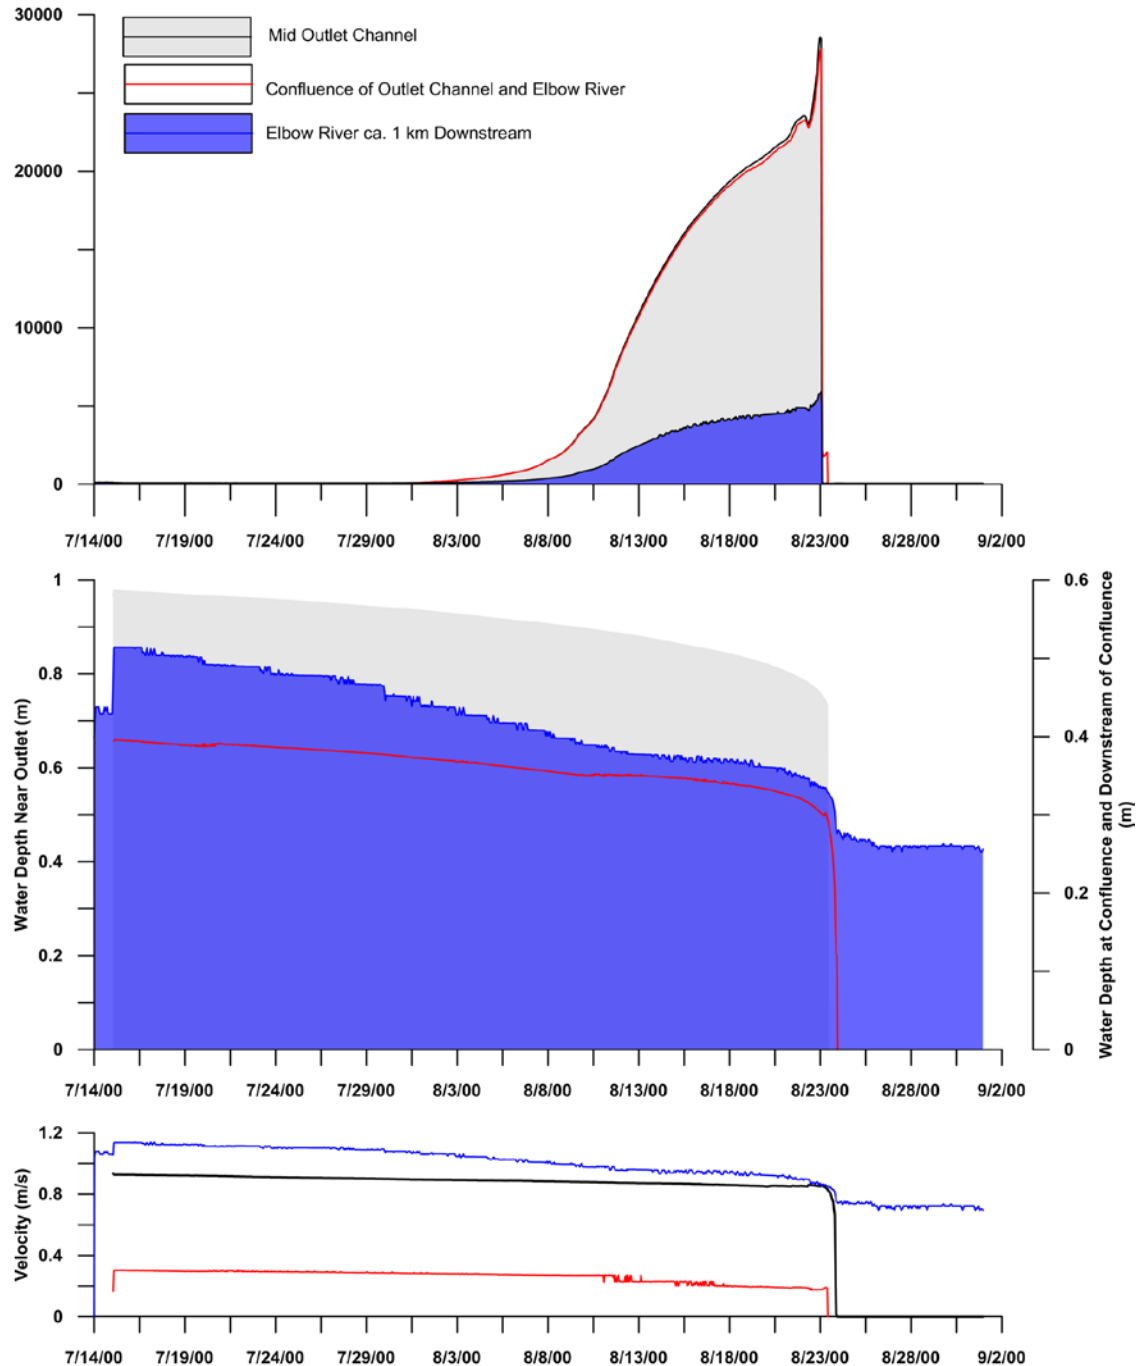 30000
Mid Outlet Channel
Confluence of Outlet Channel and Elbow River
Elbow River ca. 1 km Downstream
20000
10000
0
7/14/00 7/19/00 7/24/00 7/29/00 8/3/00 8/8/00 8/13/00 8/18/00 8/23/00 8/28/00 9/2/00
Water Depth Near Outlet (m)
1
0.8
0.6
0.4
0.2
0
0.6
0.4
0.2
0
Water Depth at Confluence and Downstream of Confluence
(m)
7/14/00 7/19/00 7/24/00 7/29/00 8/3/00 8/8/00 8/13/00 8/18/00 8/23/00 8/28/00 9/2/00
Velocity (m/s)
1.2
0.8
0.4
0
7/14/00 7/19/00 7/24/00 7/29/00 8/3/00 8/8/00 8/13/00 8/18/00 8/23/00 8/28/00 9/2/00